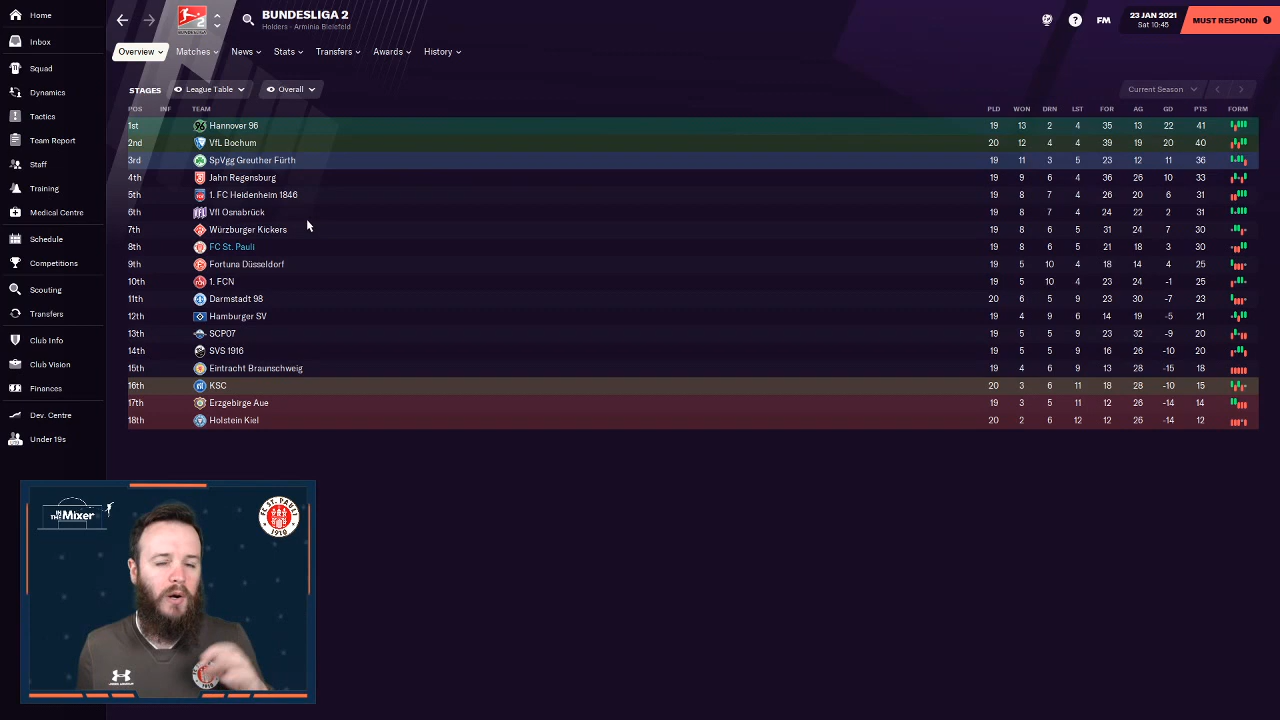 Home
Inbox
Squad
Dynamics
Tactics
Team Report
Staff
Training
Medical Centre
Schedule
Competitions
Scouting
Transfers
Club Info
Club Vision
Finances
Dev. Centre
Under 19s
BUNDESLIGA 2
Holders - Arminia Bielefeld
FM
23 JAN 2021
Sat 10:45
MUST RESPOND
Overview Matches News Stats Transfers Awards History
STAGES League Table Overall Current Season
POS INF TEAM PLD WON DRN LST FOR AG GD PTS FORM
1st Hannover 96 19 13 2 4 35 13 22 41
2nd VfL Bochum 20 12 4 4 39 19 20 40
3rd SpVgg Greuther Fürth 19 11 3 5 23 12 11 36
4th Jahn Regensburg 19 9 6 4 36 26 10 33
5th 1. FC Heidenheim 1846 19 8 7 4 26 20 6 31
6th Vfl Osnabrück 19 8 7 4 24 22 2 31
7th Würzburger Kickers 19 8 6 5 31 24 7 30
8th FC St. Pauli 19 8 6 5 21 18 3 30
9th Fortuna Düsseldorf 19 5 10 4 18 14 4 25
10th 1. FCN 19 5 10 4 23 24 -1 25
11th Darmstadt 98 20 6 5 9 23 30 -7 23
12th Hamburger SV 19 4 9 6 14 19 -5 21
13th SCP07 19 5 5 9 23 32 -9 20
14th SVS 1916 19 5 5 9 16 26 -10 20
15th Eintracht Braunschweig 19 4 6 9 13 28 -15 18
16th KSC 20 3 6 11 18 28 -10 15
17th Erzgebirge Aue 19 3 5 11 12 26 -14 14
18th Holstein Kiel 20 2 6 12 12 26 -14 12
IN THE Mixer
FC ST. PAULI
1910
UNDER ARMOUR